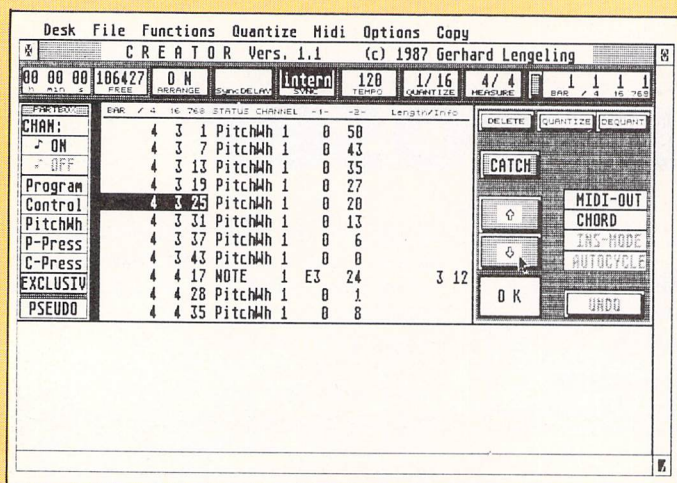 Desk File Functions Quantize Midi Options Copy
CREATOR Vers. 1.1 (c) 1987 Gerhard Lengeling
00 00 00 106427 ON intern 120 1/16 4/ 4 1 1 1 1
h min s FREE ARRANGE SyncDELAY SYNC TEMPO QUANTIZE MEASURE BAR / 4 16 768
PARTBOX BAR / 4 16 768 STATUS CHANNEL -1- -2- Length/Info DELETE QUANTIZE DEQUANT
CHAN:
ON
OFF
Program
Control
PitchWh
P-Press
C-Press
EXCLUSIV
PSEUDO
4 3 1 PitchWh 1 0 50
4 3 7 PitchWh 1 0 43
4 3 13 PitchWh 1 0 35
4 3 19 PitchWh 1 0 27
4 3 25 PitchWh 1 0 20
4 3 31 PitchWh 1 0 13
4 3 37 PitchWh 1 0 6
4 3 43 PitchWh 1 0 0
4 4 17 NOTE 1 E3 24 3 12
4 4 28 PitchWh 1 0 1
4 4 35 PitchWh 1 0 8
CATCH
MIDI-OUT
CHORD
INS-MODE
AUTOCYCLE
OK
UNDO